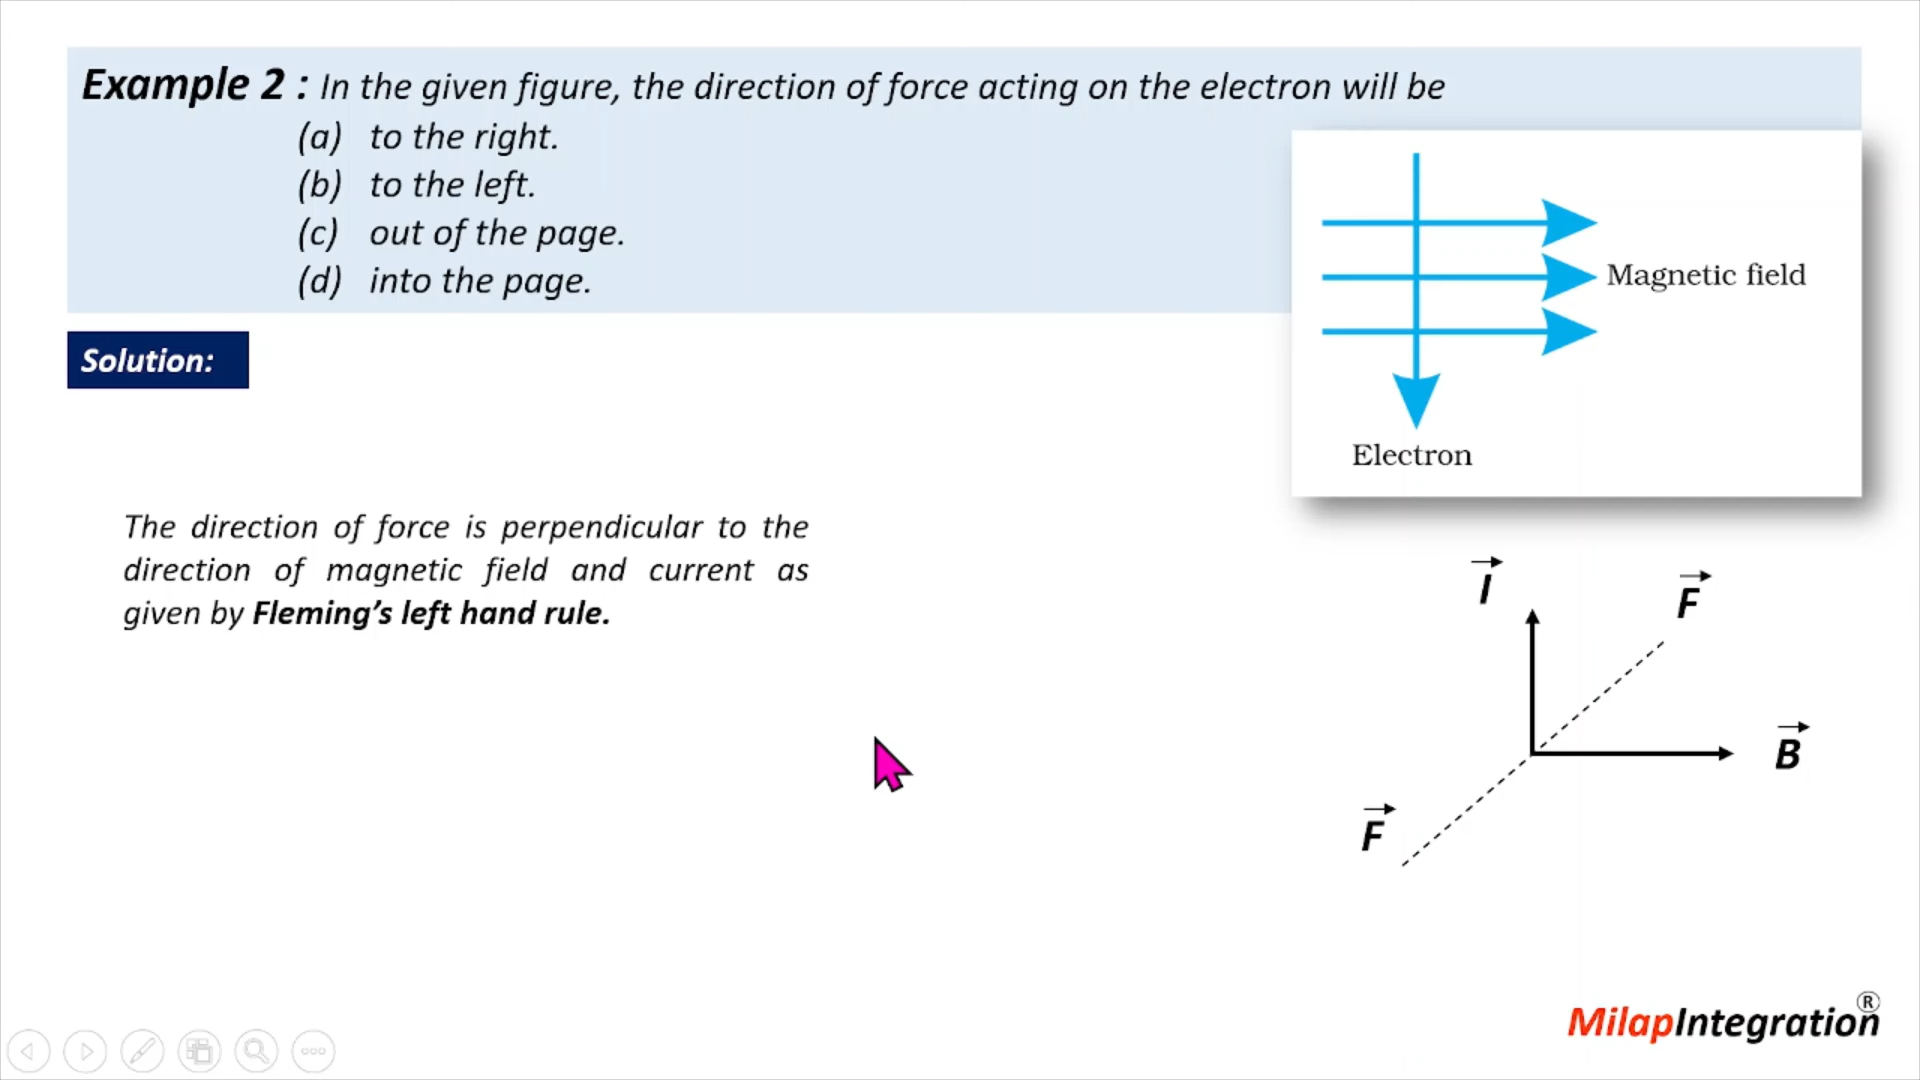 Example 2 : In the given figure, the direction of force acting on the electron will be
(a) to the right.
(b) to the left.
(c) out of the page.
(d) into the page.
Magnetic field
Electron
Solution:
The direction of force is perpendicular to the
direction of magnetic field and current as
given by Fleming's left hand rule.
I
F
B
F
MilapIntegration®